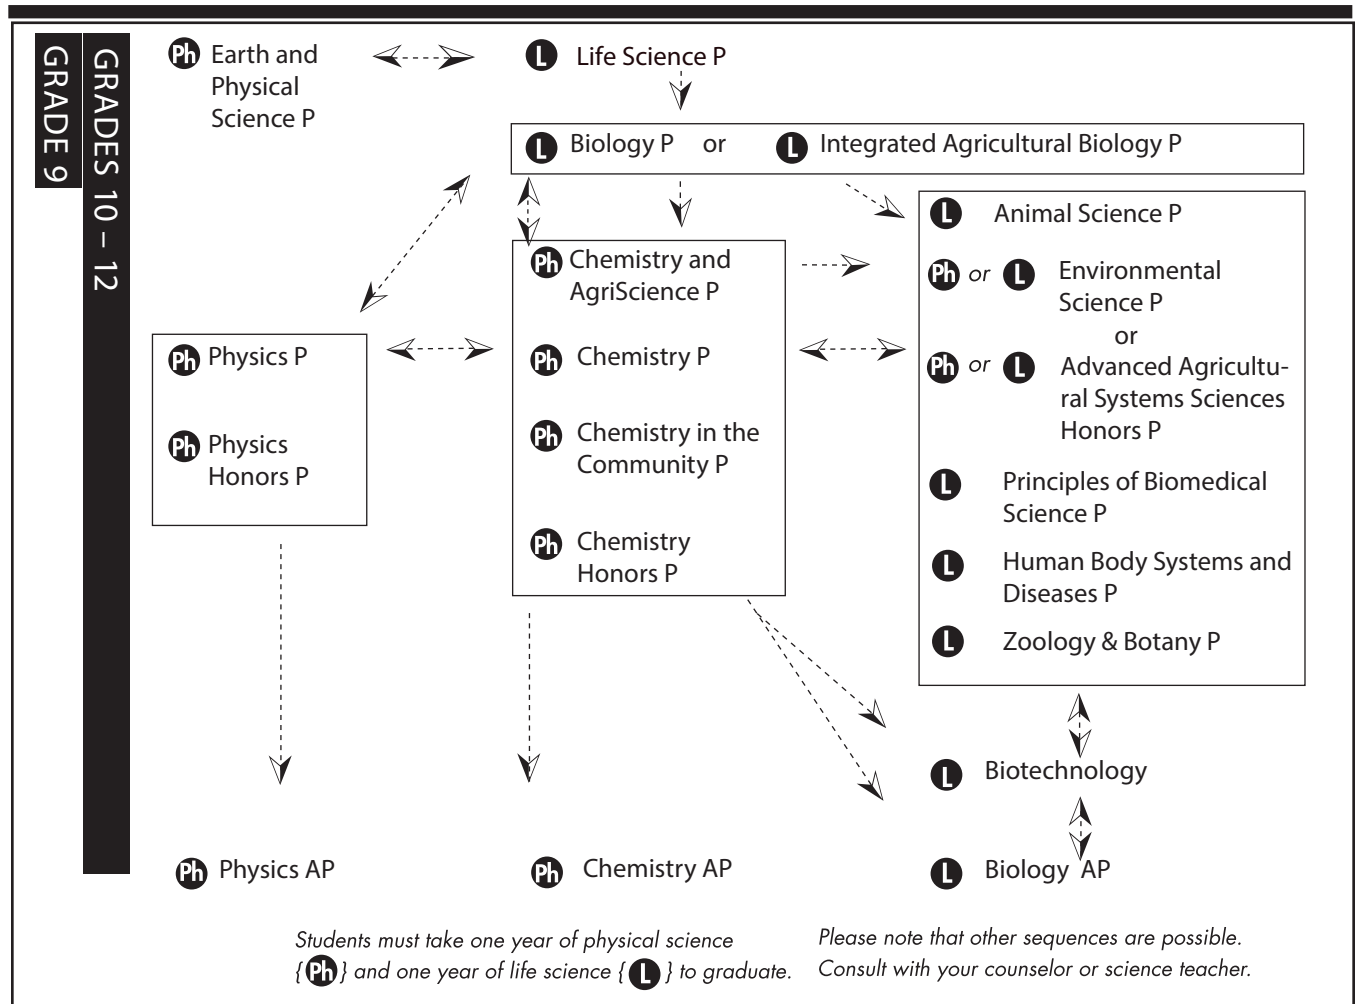 GRADE 9
GRADES 10 – 12
Ph Earth and
Physical
Science P
L Life Science P
L Biology P or L Integrated Agricultural Biology P
Ph Physics P
Ph Physics
Honors P
Ph Chemistry and
AgriScience P
Ph Chemistry P
Ph Chemistry in the
Community P
Ph Chemistry
Honors P
L Animal Science P
Ph or L Environmental
Science P
or
Ph or L Advanced Agricultu-
ral Systems Sciences
Honors P
L Principles of Biomedical
Science P
L Human Body Systems and
Diseases P
L Zoology & Botany P
L Biotechnology
Ph Physics AP
Ph Chemistry AP
L Biology AP
Students must take one year of physical science
{Ph} and one year of life science {L} to graduate.
Please note that other sequences are possible.
Consult with your counselor or science teacher.